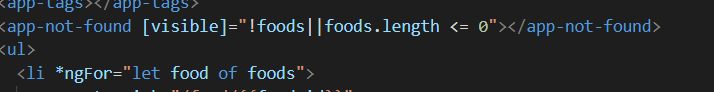 <app-tags></app-tags>
<app-not-found [visible]="!foods||foods.length <= 0"></app-not-found>
<ul>
<li *ngFor="let food of foods">